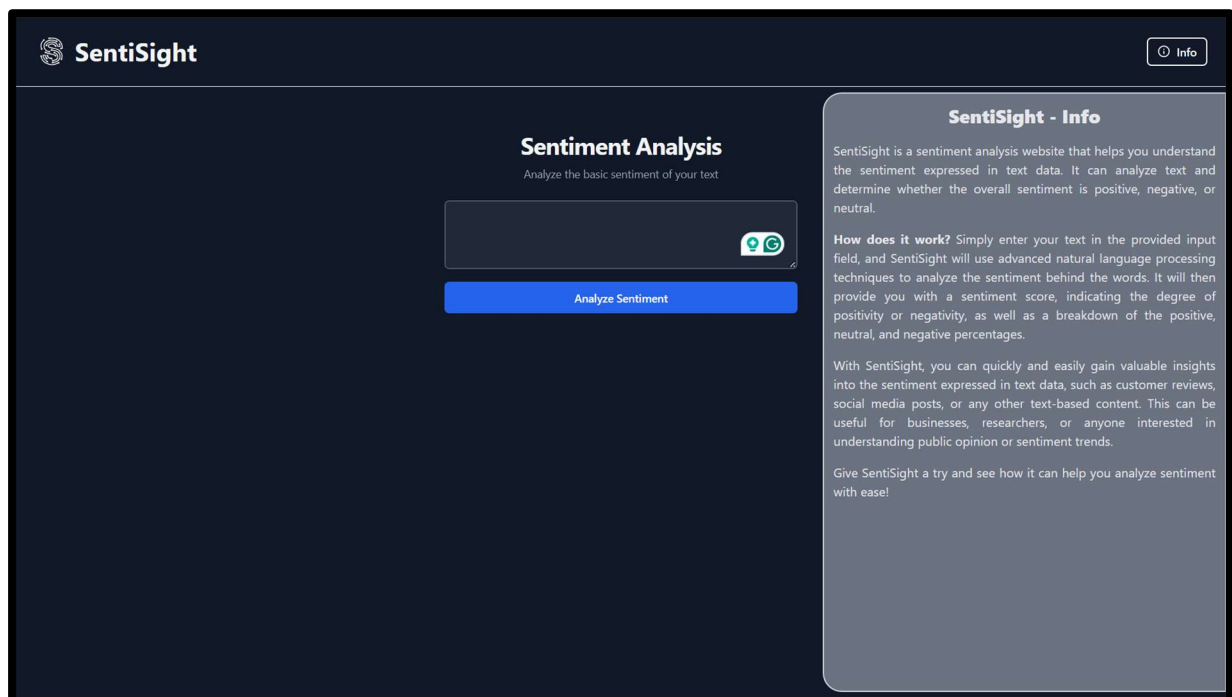 SentiSight
Info
Sentiment Analysis
Analyze the basic sentiment of your text
Analyze Sentiment
SentiSight - Info
SentiSight is a sentiment analysis website that helps you understand
the sentiment expressed in text data. It can analyze text and
determine whether the overall sentiment is positive, negative, or
neutral.
How does it work? Simply enter your text in the provided input
field, and SentiSight will use advanced natural language processing
techniques to analyze the sentiment behind the words. It will then
provide you with a sentiment score, indicating the degree of
positivity or negativity, as well as a breakdown of the positive,
neutral, and negative percentages.
With SentiSight, you can quickly and easily gain valuable insights
into the sentiment expressed in text data, such as customer reviews,
social media posts, or any other text-based content. This can be
useful for businesses, researchers, or anyone interested in
understanding public opinion or sentiment trends.
Give SentiSight a try and see how it can help you analyze sentiment
with ease!